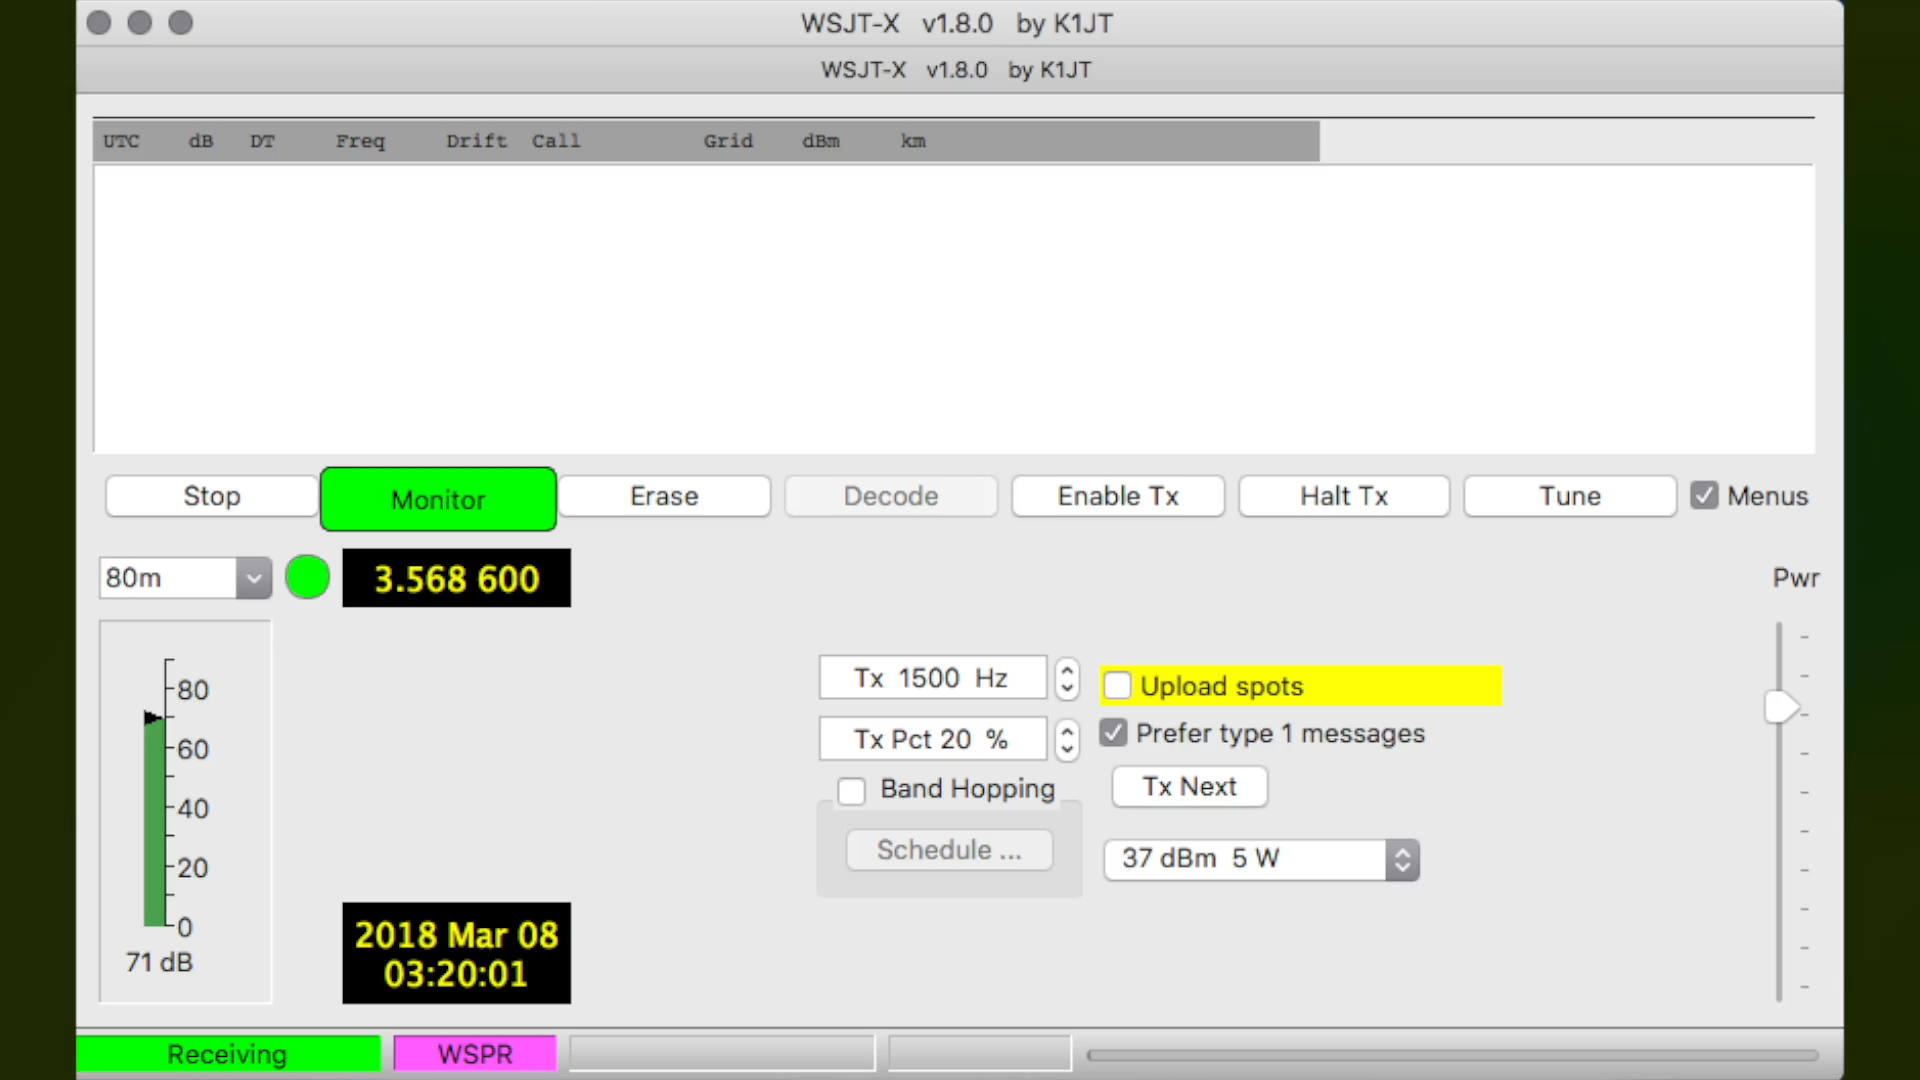 WSJT-X v1.8.0 by K1JT
WSJT-X v1.8.0 by K1JT
UTC dB DT Freq Drift Call Grid dBm km
Stop Monitor Erase Decode Enable Tx Halt Tx Tune Menus
80m 3.568 600 Pwr
Tx 1500 Hz Upload spots
Tx Pct 20 % Prefer type 1 messages
Band Hopping Tx Next
Schedule ... 37 dBm 5 W
80
60
40
20
0
71 dB
2018 Mar 08
03:20:01
Receiving WSPR